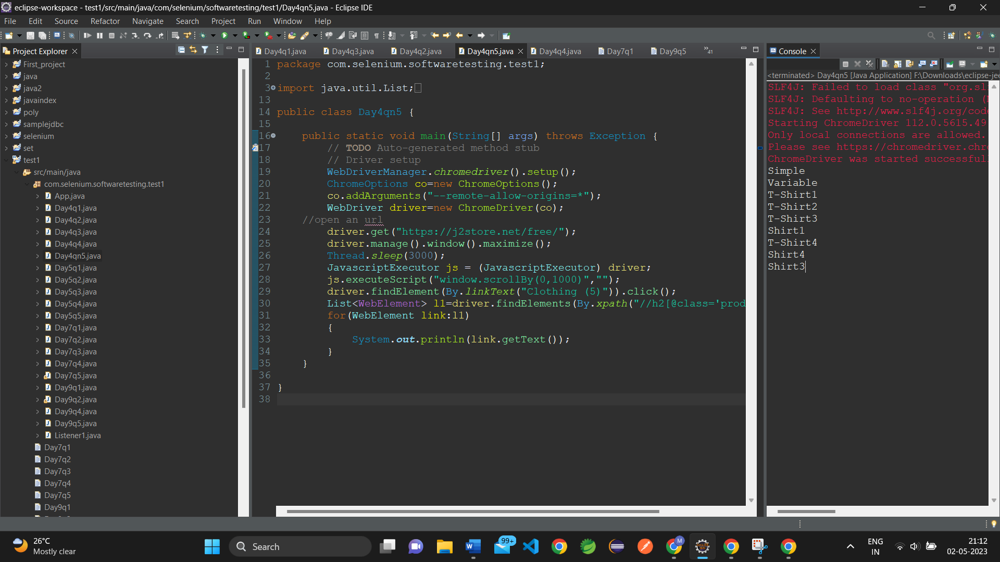 eclipse-workspace - test1/src/main/java/com/selenium/softwaretesting/test1/Day4qn5.java - Eclipse IDE
File Edit Source Refactor Navigate Search Project Run Window Help
Project Explorer
First_project
java
java2
javaindex
poly
samplejdbc
selenium
set
test1
src/main/java
com.selenium.softwaretesting.test1
App.java
Day4q1.java
Day4q2.java
Day4q3.java
Day4q4.java
Day4qn5.java
Day5q1.java
Day5q2.java
Day5q3.java
Day5q4.java
Day5q5.java
Day7q1.java
Day7q2.java
Day7q3.java
Day7q4.java
Day7q5.java
Day9q1.java
Day9q2.java
Day9q4.java
Day9q5.java
Listener1.java
Day7q1
Day7q2
Day7q3
Day7q4
Day7q5
Day9q1
Day4q1.java Day4q3.java Day4q2.java Day4qn5.java Day4q4.java Day7q1 Day9q5 »41
1 package com.selenium.softwaretesting.test1;
2
3 import java.util.List;
13
14 public class Day4qn5 {
15
16 public static void main(String[] args) throws Exception {
17 // TODO Auto-generated method stub
18 // Driver setup
19 WebDriverManager.chromedriver().setup();
20 ChromeOptions co=new ChromeOptions();
21 co.addArguments("--remote-allow-origins=*");
22 WebDriver driver=new ChromeDriver(co);
23 //open an url
24 driver.get("https://j2store.net/free/");
25 driver.manage().window().maximize();
26 Thread.sleep(3000);
27 JavascriptExecutor js = (JavascriptExecutor) driver;
28 js.executeScript("window.scrollBy(0,1000)","");
29 driver.findElement(By.linkText("Clothing (5)")).click();
30 List<WebElement> l1=driver.findElements(By.xpath("//h2[@class='prod
31 for(WebElement link:l1)
32 {
33 System.out.println(link.getText());
34 }
35 }
36
37 }
38
Console
<terminated> Day4qn5 [Java Application] F:\Downloads\eclipse-jee
SLF4J: Failed to load class "org.sl
SLF4J: Defaulting to no-operation (
SLF4J: See http://www.slf4j.org/code
Starting ChromeDriver 112.0.5615.49
Only local connections are allowed.
Please see https://chromedriver.chr
ChromeDriver was started successful
Simple
Variable
T-Shirt1
T-Shirt2
T-Shirt3
Shirt1
T-Shirt4
Shirt4
Shirt3
26°C
Mostly clear
Search
99+
M
ENG
IN
21:12
02-05-2023